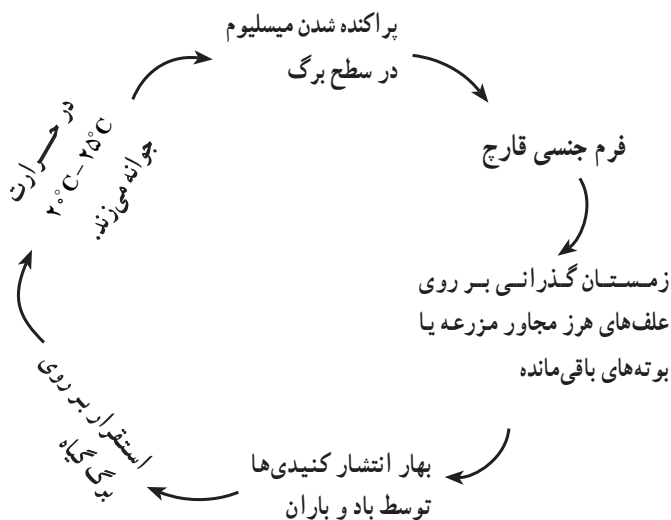 پراکنده شدن میسلیوم
در سطح برگ
فرم جنسی قارچ
زمستان گذرانی بر روی
علف‌های هرز مجاور مزرعه یا
بوته‌های باقی‌مانده
بهار انتشار کنیدی‌ها
توسط باد و باران
استقرار بر روی
برگ گیاه
در حرارت
۲۰°C – ۲۵°C
جوانه می‌زند.